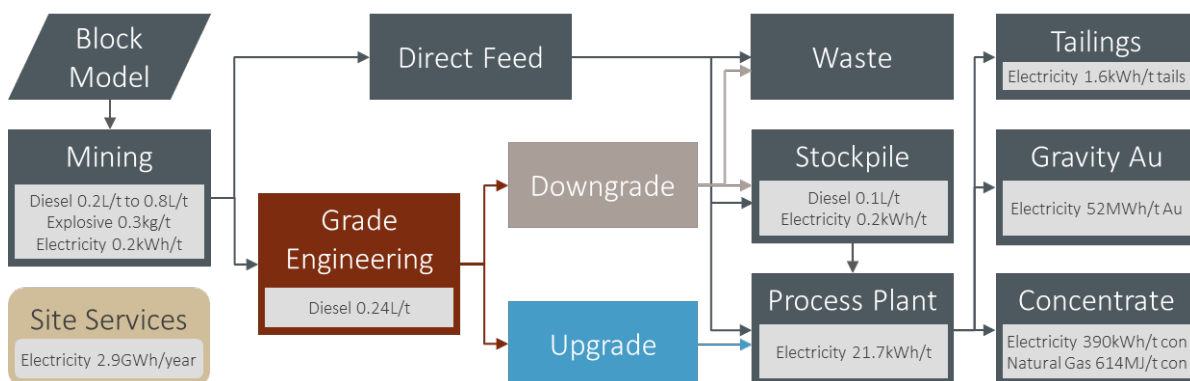 Block
Model
Direct Feed
Waste
Tailings
Electricity 1.6kWh/t tails
Mining
Diesel 0.2L/t to 0.8L/t
Explosive 0.3kg/t
Electricity 0.2kWh/t
Downgrade
Stockpile
Diesel 0.1L/t
Electricity 0.2kWh/t
Gravity Au
Electricity 52MWh/t Au
Grade
Engineering
Diesel 0.24L/t
Site Services
Electricity 2.9GWh/year
Upgrade
Process Plant
Electricity 21.7kWh/t
Concentrate
Electricity 390kWh/t con
Natural Gas 614MJ/t con